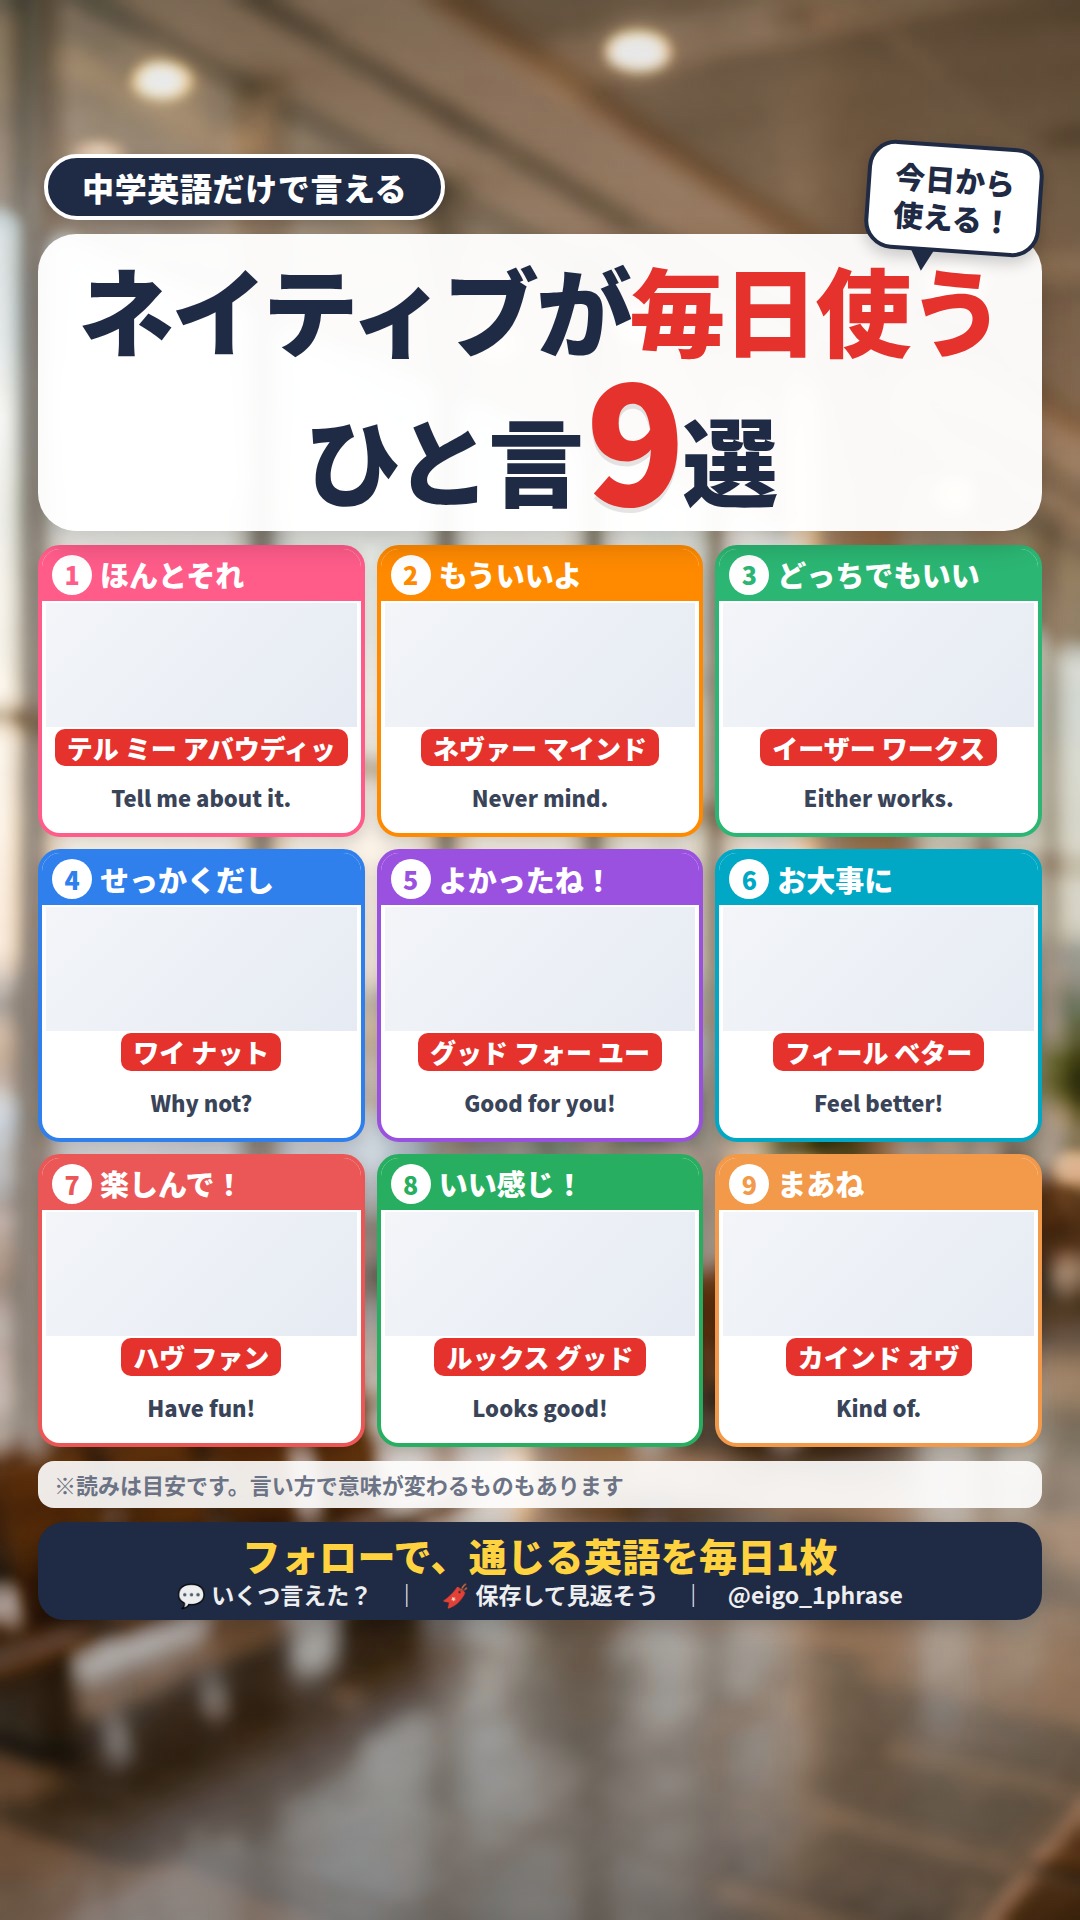 中学英語だけで言える
今日から
使える！
ネイティブが毎日使う
ひと言9選
1 ほんとそれ
テル ミー アバウディッ
Tell me about it.
2 もういいよ
ネヴァー マインド
Never mind.
3 どっちでもいい
イーザー ワークス
Either works.
4 せっかくだし
ワイ ナット
Why not?
5 よかったね！
グッド フォー ユー
Good for you!
6 お大事に
フィール ベター
Feel better!
7 楽しんで！
ハヴ ファン
Have fun!
8 いい感じ！
ルックス グッド
Looks good!
9 まあね
カインド オヴ
Kind of.
※読みは目安です。言い方で意味が変わるものもあります
フォローで、通じる英語を毎日1枚
💬 いくつ言えた？ ｜ 🧨 保存して見返そう ｜ @eigo_1phrase